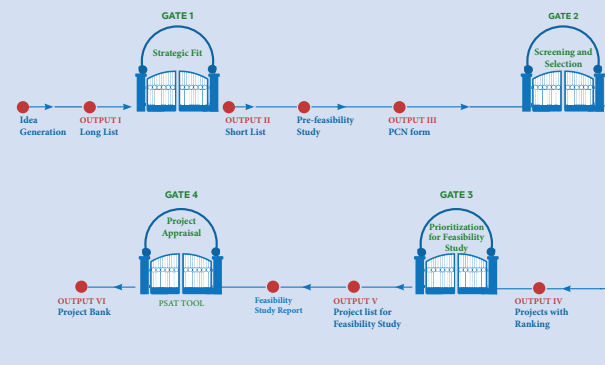 GATE 1
Strategic Fit
Idea
Generation
OUTPUT I
Long List
OUTPUT II
Short List
Pre-feasibility
Study
OUTPUT III
PCN form
GATE 2
Screening and
Selection
GATE 3
Prioritization
for Feasibility
Study
OUTPUT IV
Projects with
Ranking
OUTPUT V
Project list for
Feasibility Study
Feasibility
Study Report
GATE 4
Project
Appraisal
PSAT TOOL
OUTPUT VI
Project Bank